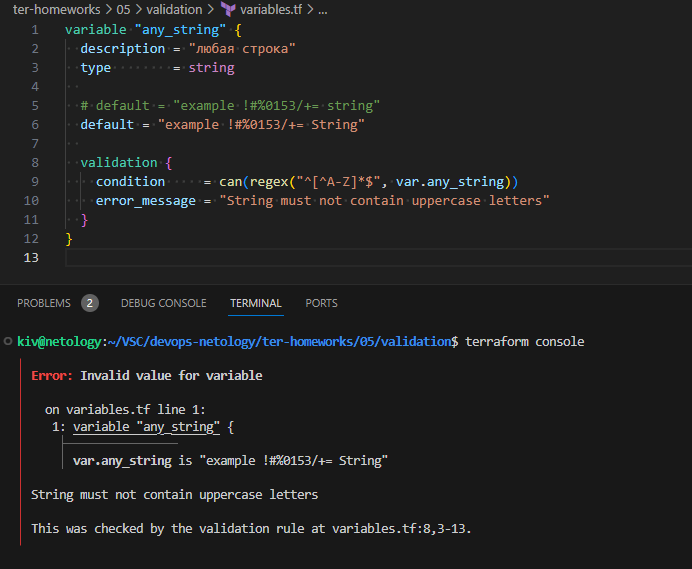 ter-homeworks > 05 > validation > variables.tf > ...
1 variable "any_string" {
2 description = "любая строка"
3 type = string
4
5 # default = "example !#%0153/+= string"
6 default = "example !#%0153/+= String"
7
8 validation {
9 condition = can(regex("^[^A-Z]*$", var.any_string))
10 error_message = "String must not contain uppercase letters"
11 }
12 }
13
PROBLEMS 2 DEBUG CONSOLE TERMINAL PORTS
kiv@netology:~/VSC/devops-netology/ter-homeworks/05/validation$ terraform console
Error: Invalid value for variable
on variables.tf line 1:
1: variable "any_string" {
var.any_string is "example !#%0153/+= String"
String must not contain uppercase letters
This was checked by the validation rule at variables.tf:8,3-13.